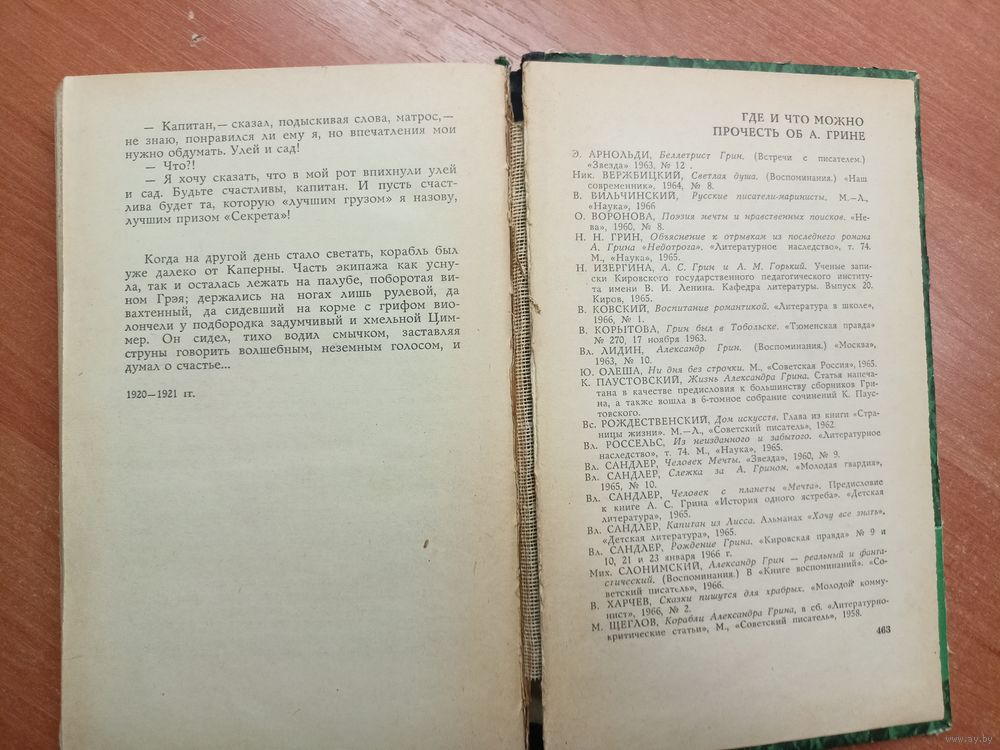 — Капитан,— сказал, подыскивая слова, матрос,—
не знаю, понравился ли ему я, но впечатления мои
нужно обдумать. Улей и сад!
— Что?!
— Я хочу сказать, что в мой рот впихнули улей
и сад. Будьте счастливы, капитан. И пусть счаст-
лива будет та, которую «лучшим грузом» я назову,
лучшим призом «Секрета»!
Когда на другой день стало светать, корабль был
уже далеко от Каперны. Часть экипажа как усну-
ла, так и осталась лежать на палубе, поборотая ви-
ном Грэя; держались на ногах лишь рулевой, да
вахтенный, да сидевший на корме с грифом вио-
лончели у подбородка задумчивый и хмельной Цим-
мер. Он сидел, тихо водил смычком, заставляя
струны говорить волшебным, неземным голосом, и
думал о счастье...
1920—1921 гг.
ГДЕ И ЧТО МОЖНО
ПРОЧЕСТЬ ОБ А. ГРИНЕ
Э. АРНОЛЬДИ, Беллетрист Грин. (Встречи с писателем.)
«Звезда» 1963, № 12
Ник. ВЕРЖБИЦКИЙ, Светлая душа. (Воспоминания.) «Наш
современник», 1964, № 8.
В. ВИЛЬЧИНСКИЙ, Русские писатели-маринисты. М.—Л.,
«Наука», 1966
О. ВОРОНОВА, Поэзия мечты и нравственных поисков. «Не-
ва», 1960, № 8.
Н. Н. ГРИН, Объяснение к отрывкам из последнего романа
А. Грина «Недотрога». «Литературное наследство», т. 74.
М., «Наука», 1965.
Н. ИЗЕРГИНА, А. С. Грин и А. М. Горький. Ученые запи-
ски Кировского государственного педагогического институ-
та имени В. И. Ленина. Кафедра литературы. Выпуск 20.
Киров, 1965.
В. КОВСКИЙ, Воспитание романтикой. «Литература в школе»,
1966, № 1.
В. КОРЫТОВА, Грин был в Тобольске. «Тюменская правда»
№ 270, 17 ноября 1963.
Вл. ЛИДИН, Александр Грин. (Воспоминания.) «Москва»,
1963, № 10.
Ю. ОЛЕША, Ни дня без строчки. М., «Советская Россия», 1965.
К. ПАУСТОВСКИЙ, Жизнь Александра Грина. Статья напеча-
тана в качестве предисловия к большинству сборников Гри-
на, а также вошла в 6-томное собрание сочинений К. Паус-
товского.
Вс. РОЖДЕСТВЕНСКИЙ, Дом искусств. Глава из книги «Стра-
ницы жизни». М.—Л., «Советский писатель», 1962
Вл. РОССЕЛЬС, Из неизданного и забытого. «Литературное
наследство», т. 74. М., «Наука», 1965.
Вл. САНДЛЕР, Человек Мечты. «Звезда», 1960, № 9.
Вл. САНДЛЕР, Слежка за А. Грином. «Молодая гвардия»,
1965, № 10.
Вл. САНДЛЕР, Человек с планеты «Мечта». Предисловие
к книге А. С. Грина «История одного ястреба». «Детская
литература», 1965.
Вл. САНДЛЕР, Капитан из Лисса. Альманах «Хочу все знать»,
«Детская литература», 1965.
Вл. САНДЛЕР, Рождение Грина. «Кировская правда» № 9 и
10, 21 и 23 января 1966 г.
Мих. СЛОНИМСКИЙ, Александр Грин — реальный и фанта-
стический. (Воспоминания.) В «Книге воспоминаний». «Со-
ветский писатель», 1966.
В. ХАРЧЕВ, Сказки пишутся для храбрых. «Молодой комму-
нист», 1966, № 2.
М. ЩЕГЛОВ, Корабли Александра Грина, в сб. «Литературно-
критические статьи», М., «Советский писатель», 1958.
463
www.ay.by